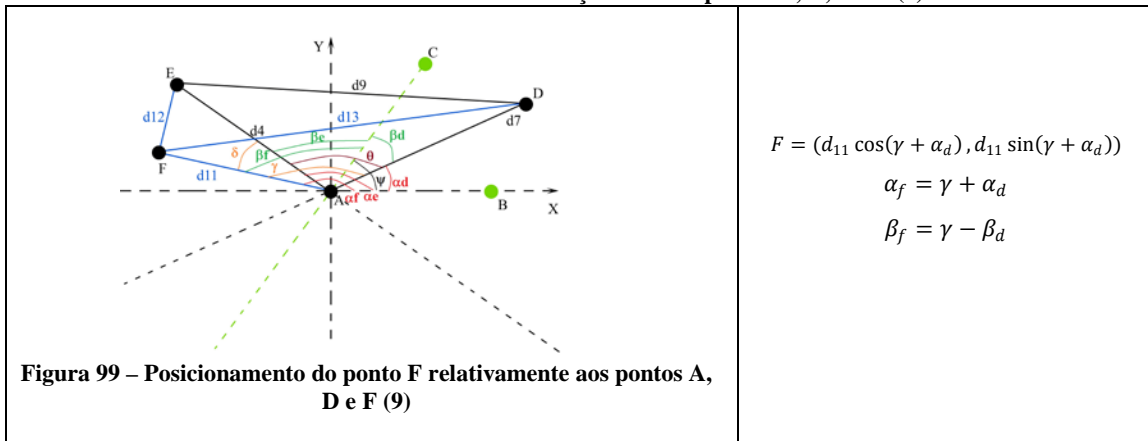 Y
C
E
d9
D
d12
d13
d7
d4
βe
βd
F
δ
βf
θ
d11
γ
ψ
αd
A
αf αe
B
X
F = (d₁₁ cos(γ + α_d) , d₁₁ sin(γ + α_d))
α_f = γ + α_d
β_f = γ − β_d
Figura 99 – Posicionamento do ponto F relativamente aos pontos A,
D e F (9)